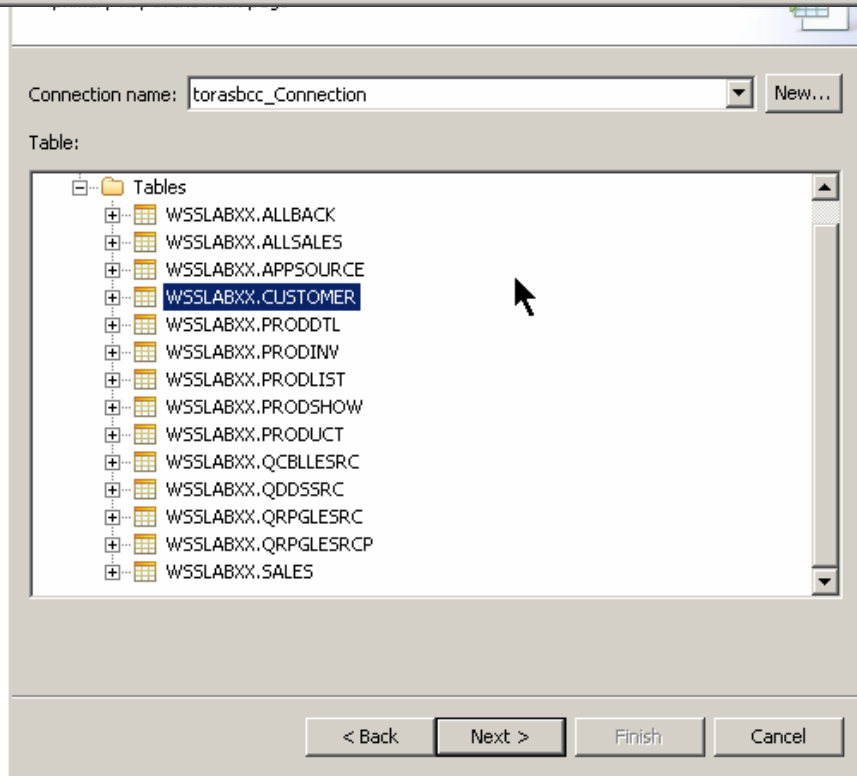 Connection name: torasbcc_Connection New...
Table:
Tables
WSSLABXX.ALLBACK
WSSLABXX.ALLSALES
WSSLABXX.APPSOURCE
WSSLABXX.CUSTOMER
WSSLABXX.PRODDTL
WSSLABXX.PRODINV
WSSLABXX.PRODLIST
WSSLABXX.PRODSHOW
WSSLABXX.PRODUCT
WSSLABXX.QCBLLESRC
WSSLABXX.QDDSSRC
WSSLABXX.QRPGLESRC
WSSLABXX.QRPGLESRCP
WSSLABXX.SALES
< Back Next > Finish Cancel